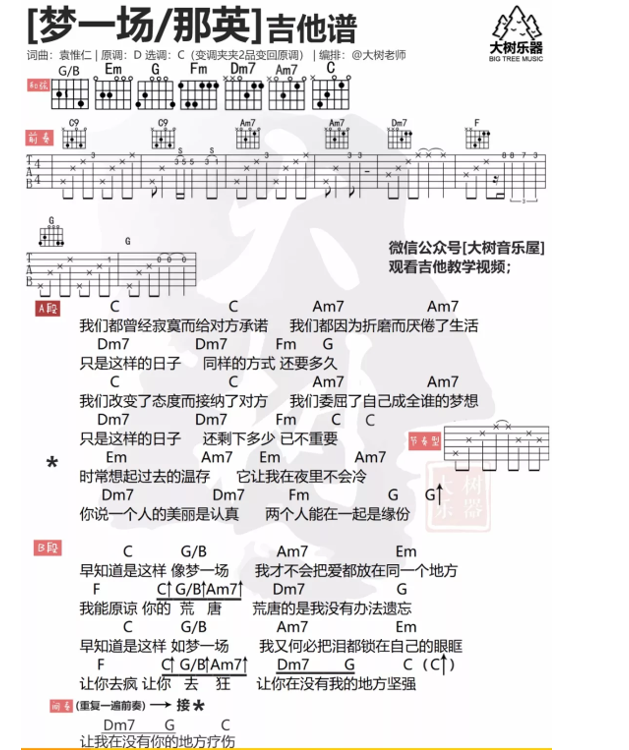 [梦一场/那英]吉他谱
大树乐器
BIG TREE MUSIC
词曲：袁惟仁 | 原调：D 选调：C（变调夹夹2品变回原调） | 编排：@大树老师
和弦 G/B Em G Fm Dm7 Am7 C
前奏 C9 C9 Am7 Am7 Dm7 F
G G
微信公众号[大树音乐屋]
观看吉他教学视频；
A段 C C Am7 Am7
我们都曾经寂寞而给对方承诺 我们都因为折磨而厌倦了生活
Dm7 Dm7 Fm G
只是这样的日子 同样的方式 还要多久
C C Am7 Am7
我们改变了态度而接纳了对方 我们委屈了自己成全谁的梦想
Dm7 Dm7 Fm C C
只是这样的日子 还剩下多少 已不重要
节奏型
Em Am7 Em Am7
* 时常想起过去的温存 它让我在夜里不会冷
Dm7 Dm7 Fm G G↑
你说一个人的美丽是认真 两个人能在一起是缘份
大树乐器
B段 C G/B Am7 Em
早知道是这样 像梦一场 我才不会把爱都放在同一个地方
F C↑ G/B↑Am7↑ Dm7 G
我能原谅 你的 荒 唐 荒唐的是我没有办法遗忘
C G/B Am7 Em
早知道是这样 如梦一场 我又何必把泪都锁在自己的眼眶
F C↑ G/B↑Am7↑ Dm7 G C (C↑)
让你去疯 让你 去 狂 让你在没有我的地方坚强
间奏 (重复一遍前奏) → 接*
Dm7 G C
让我在没有你的地方疗伤